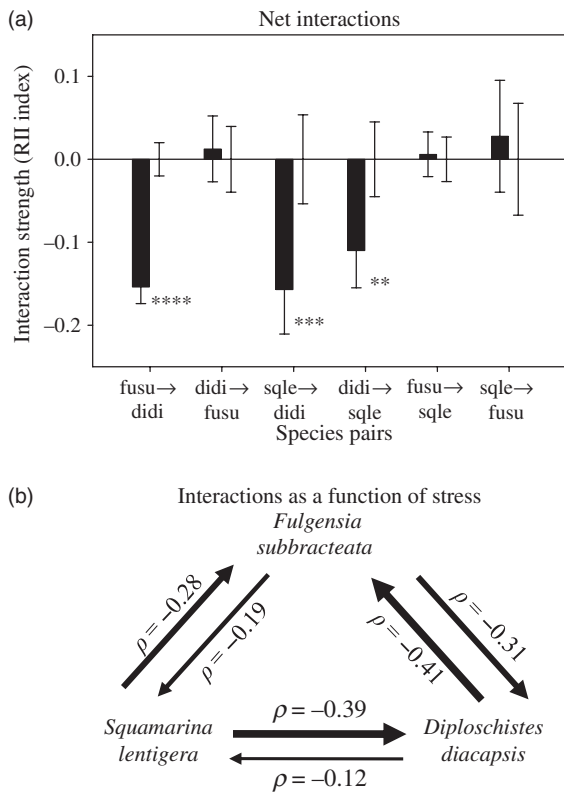 (a)
Net interactions
Interaction strength (RII index)
0.1
0.0
−0.1
−0.2
****
***
**
fusu→ didi→ sqle→ didi→ fusu→ sqle→
didi fusu didi sqle sqle fusu
Species pairs
(b)
Interactions as a function of stress
Fulgensia
subbracteata
ρ = −0.28
ρ = −0.19
ρ = −0.31
ρ = −0.41
Squamarina
lentigera
ρ = −0.39
ρ = −0.12
Diploschistes
diacapsis